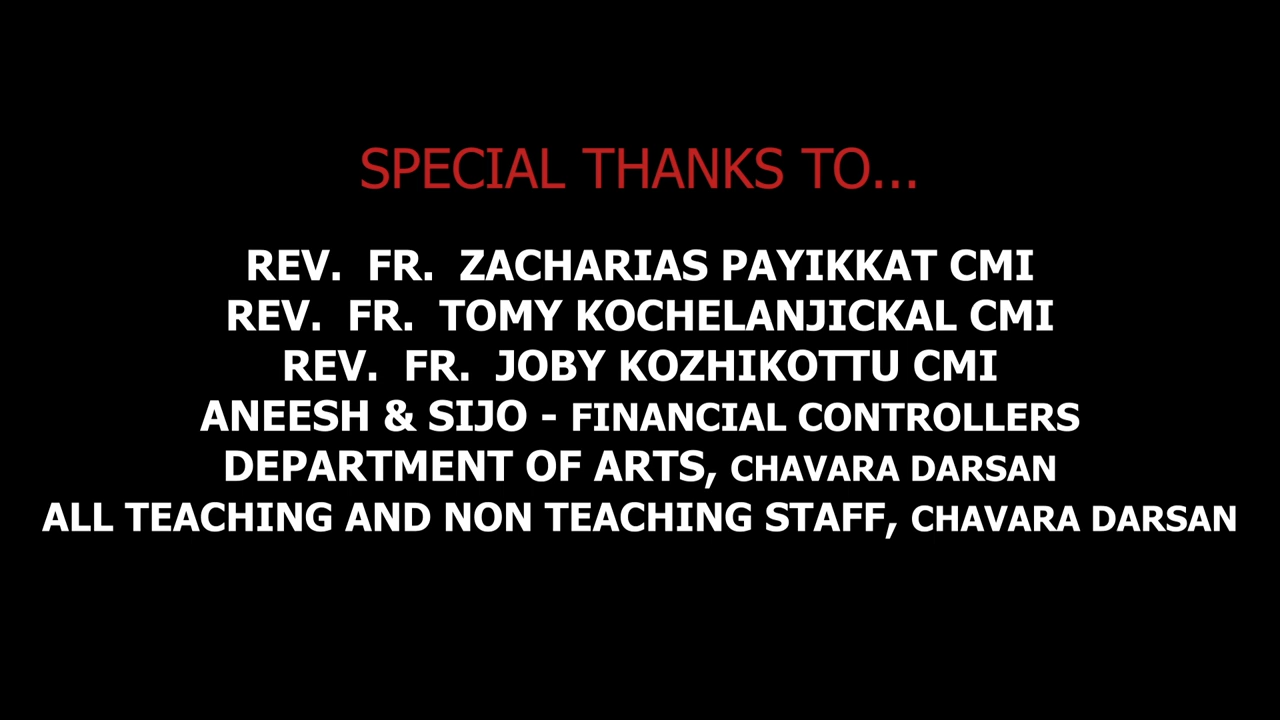 SPECIAL THANKS TO...
REV. FR. ZACHARIAS PAYIKKAT CMI
REV. FR. TOMY KOCHELANJICKAL CMI
REV. FR. JOBY KOZHIKOTTU CMI
ANEESH & SIJO - FINANCIAL CONTROLLERS
DEPARTMENT OF ARTS, CHAVARA DARSAN
ALL TEACHING AND NON TEACHING STAFF, CHAVARA DARSAN